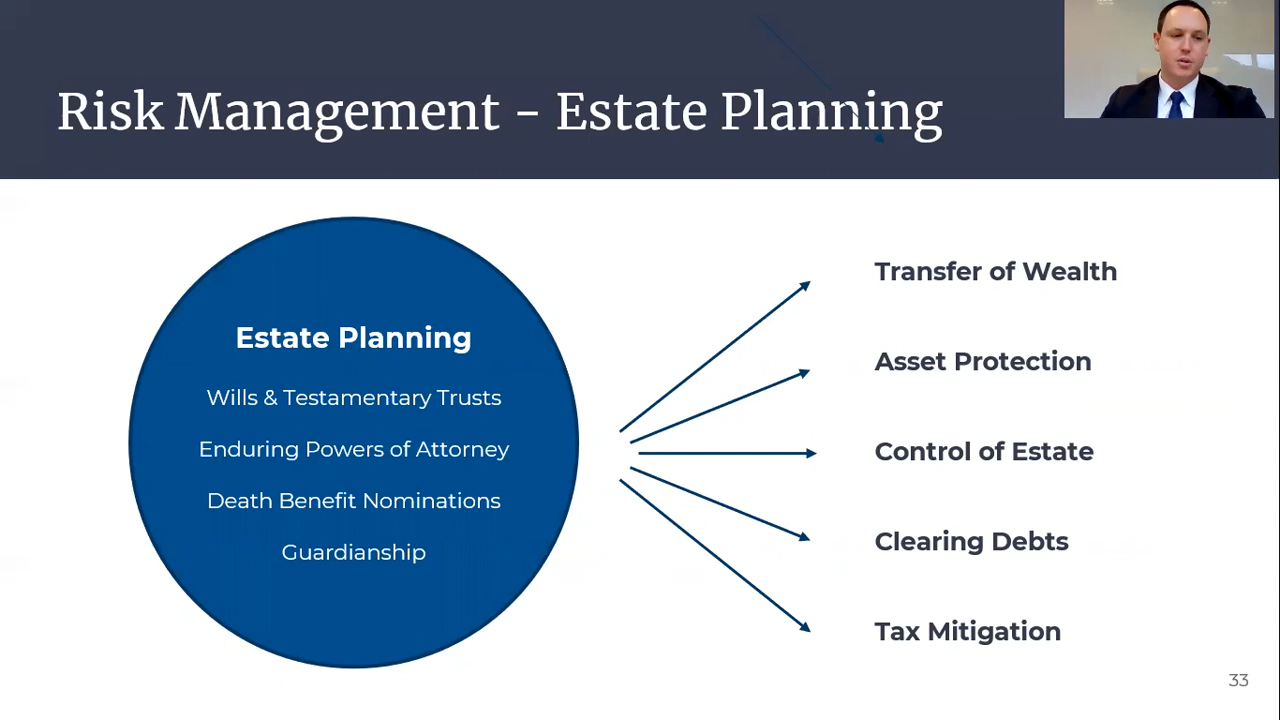 Risk Management - Estate Planning
Estate Planning
Wills & Testamentary Trusts
Enduring Powers of Attorney
Death Benefit Nominations
Guardianship
Transfer of Wealth
Asset Protection
Control of Estate
Clearing Debts
Tax Mitigation
33